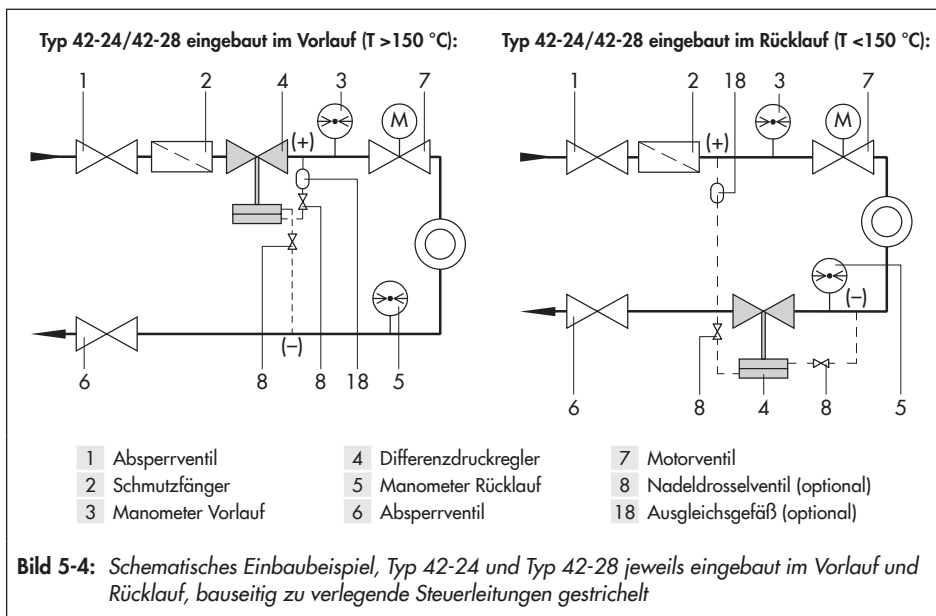 Typ 42-24/42-28 eingebaut im Vorlauf (T >150 °C):
1 2 4 3 7
(+) M
(–)
6 8 8 18 5
Typ 42-24/42-28 eingebaut im Rücklauf (T <150 °C):
1 2 18 3 7
(+) M
(–)
6 8 4 8 5
1 Absperrventil
2 Schmutzfänger
3 Manometer Vorlauf
4 Differenzdruckregler
5 Manometer Rücklauf
6 Absperrventil
7 Motorventil
8 Nadeldrosselventil (optional)
18 Ausgleichsgefäß (optional)
Bild 5-4: Schematisches Einbaubeispiel, Typ 42-24 und Typ 42-28 jeweils eingebaut im Vorlauf und
Rücklauf, bauseitig zu verlegende Steuerleitungen gestrichelt